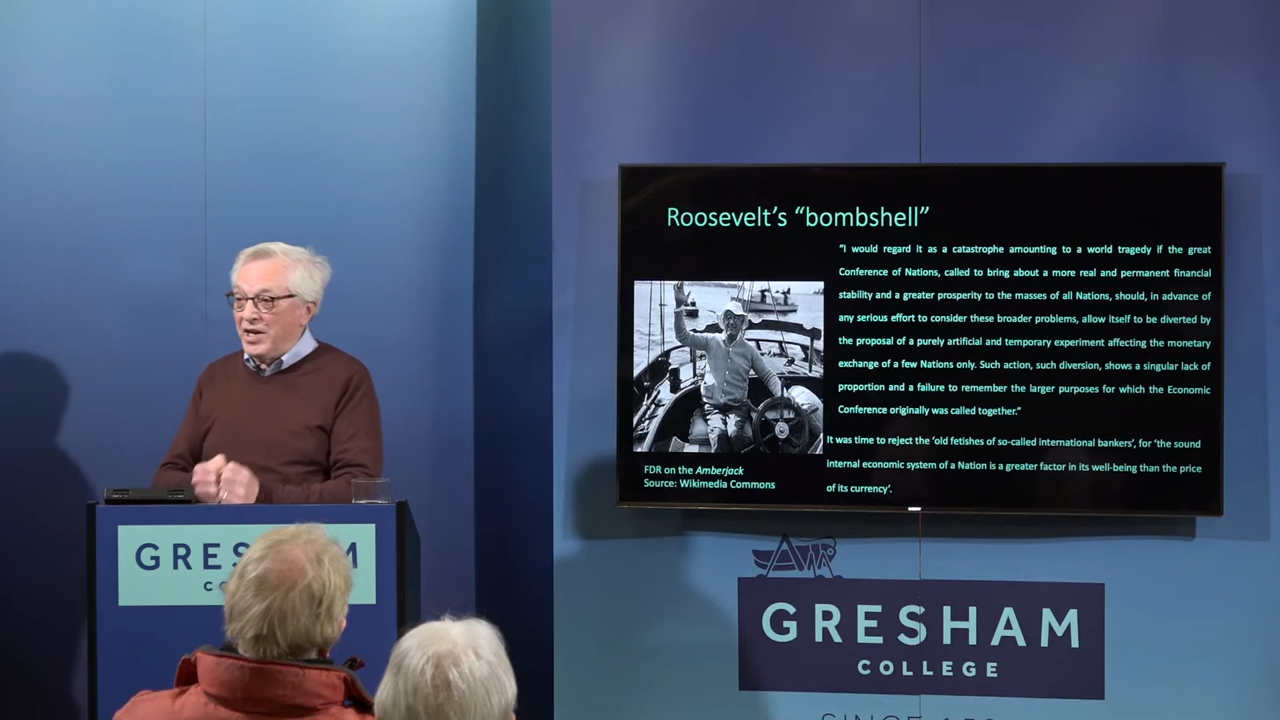 Roosevelt's "bombshell"
"I would regard it as a catastrophe amounting to a world tragedy if the great
Conference of Nations, called to bring about a more real and permanent financial
stability and a greater prosperity to the masses of all Nations, should, in advance of
any serious effort to consider these broader problems, allow itself to be diverted by
the proposal of a purely artificial and temporary experiment affecting the monetary
exchange of a few Nations only. Such action, such diversion, shows a singular lack of
proportion and a failure to remember the larger purposes for which the Economic
Conference originally was called together."
It was time to reject the 'old fetishes of so-called international bankers', for 'the sound
internal economic system of a Nation is a greater factor in its well-being than the price
of its currency'.
FDR on the Amberjack
Source: Wikimedia Commons
GRESHAM
COLLEGE
SINCE